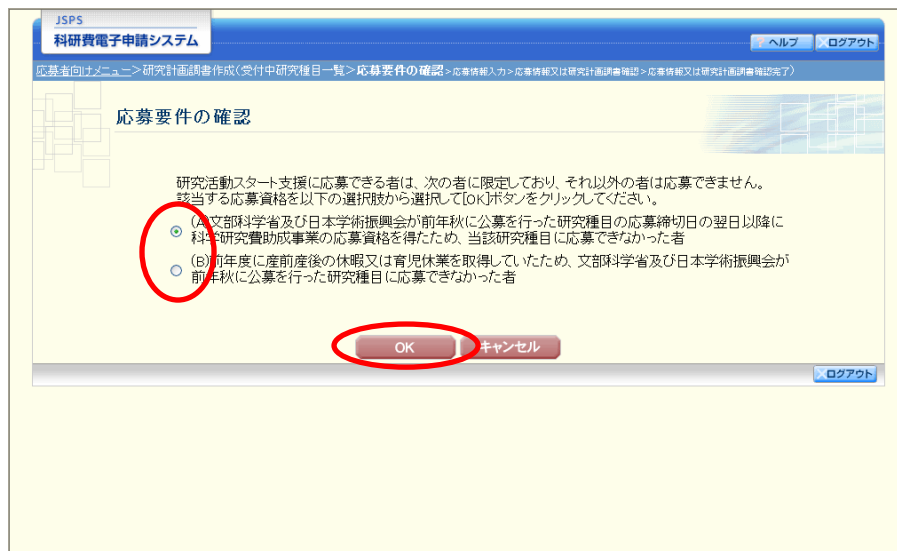 JSPS
科研費電子申請システム
ヘルプ
ログアウト
応募者向けメニュー>研究計画調書作成(受付中研究種目一覧>応募要件の確認>応募情報入力>応募情報又は研究計画調書確認>応募情報又は研究計画調書確認完了)
応募要件の確認
研究活動スタート支援に応募できる者は、次の者に限定しており、それ以外の者は応募できません。
該当する応募資格を以下の選択肢から選択して[OK]ボタンをクリックしてください。
(A)文部科学省及び日本学術振興会が前年秋に公募を行った研究種目の応募締切日の翌日以降に
科学研究費助成事業の応募資格を得たため、当該研究種目に応募できなかった者
(B)前年度に産前産後の休暇又は育児休業を取得していたため、文部科学省及び日本学術振興会が
前年秋に公募を行った研究種目に応募できなかった者
OK
キャンセル
ログアウト